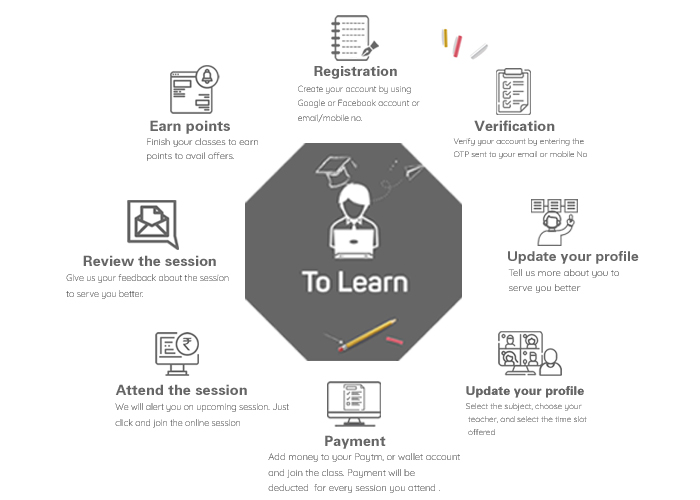 Registration
Create your account by using
Google or Facebook account or
email/mobile no.
Verification
Verify your account by entering the
OTP sent to your email or mobile No
Update your profile
Tell us more about you to
serve you better
Update your profile
Select the subject, choose your
teacher, and select the time slot
offered
Payment
Add money to your Paytm, or wallet account
and join the class. Payment will be
deducted for every session you attend .
Attend the session
We will alert you on upcoming session. Just
click and join the online session
Review the session
Give us your feedback about the session
to serve you better.
Earn points
Finish your classes to earn
points to avail offers.
To Learn
₹